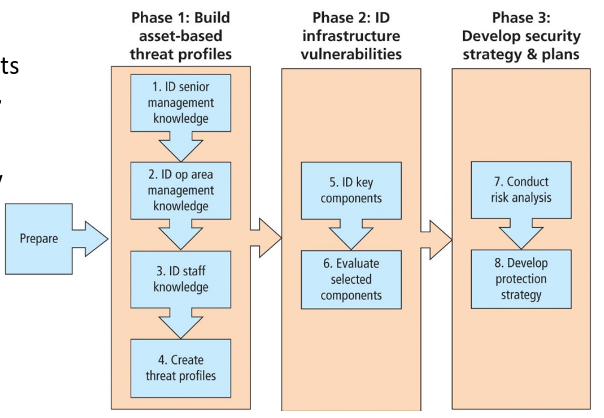 Phase 1: Build
asset-based
threat profiles
Phase 2: ID
infrastructure
vulnerabilities
Phase 3:
Develop security
strategy & plans
ts
Prepare
1. ID senior
management
knowledge
2. ID op area
management
knowledge
3. ID staff
knowledge
4. Create
threat profiles
5. ID key
components
6. Evaluate
selected
components
7. Conduct
risk analysis
8. Develop
protection
strategy